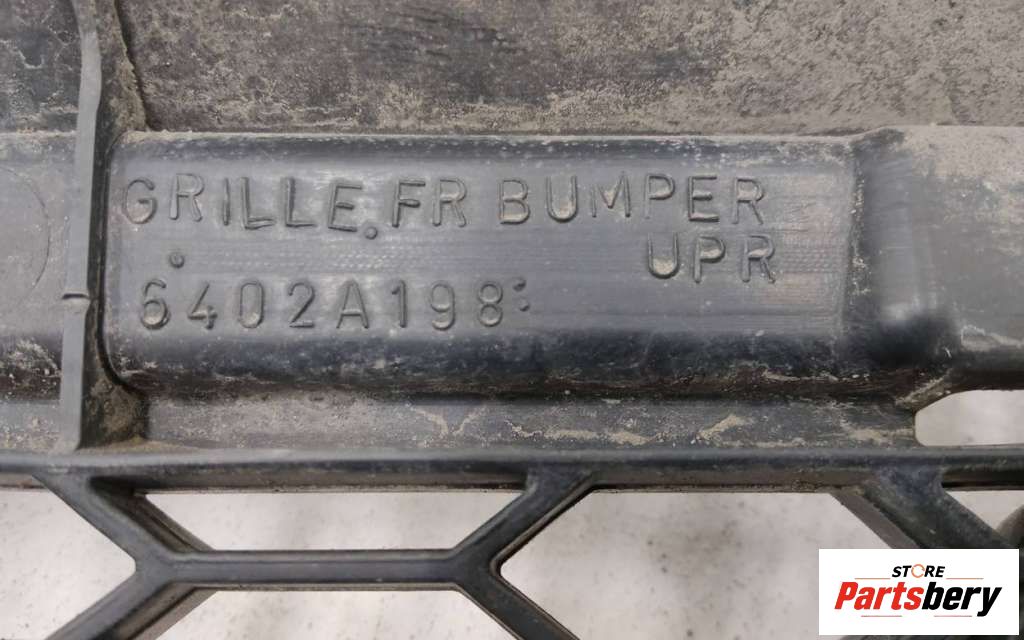 GRILLE.FR BUMPER
UPR
6402A198
STORE
Partsbery